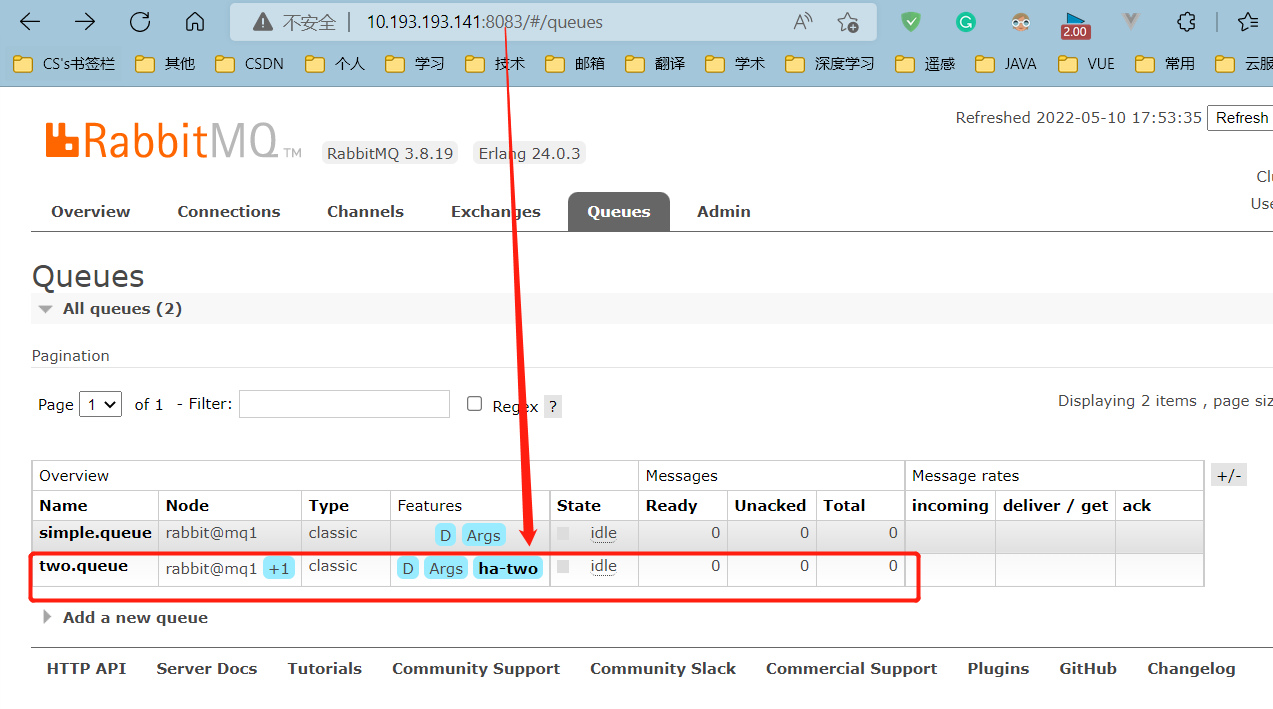 不安全 10.193.193.141:8083/#/queues 2.00
CS's书签栏 其他 CSDN 个人 学习 技术 邮箱 翻译 学术 深度学习 遥感 JAVA VUE 常用 云服
Refreshed 2022-05-10 17:53:35 Refresh
RabbitMQ TM RabbitMQ 3.8.19 Erlang 24.0.3
Clu
Use
Overview Connections Channels Exchanges Queues Admin
Queues
All queues (2)
Pagination
Page 1 of 1 - Filter: Regex ? Displaying 2 items , page siz
Overview Messages Message rates +/-
Name Node Type Features State Ready Unacked Total incoming deliver / get ack
simple.queue rabbit@mq1 classic D Args idle 0 0 0
two.queue rabbit@mq1 +1 classic D Args ha-two idle 0 0 0
Add a new queue
HTTP API Server Docs Tutorials Community Support Community Slack Commercial Support Plugins GitHub Changelog